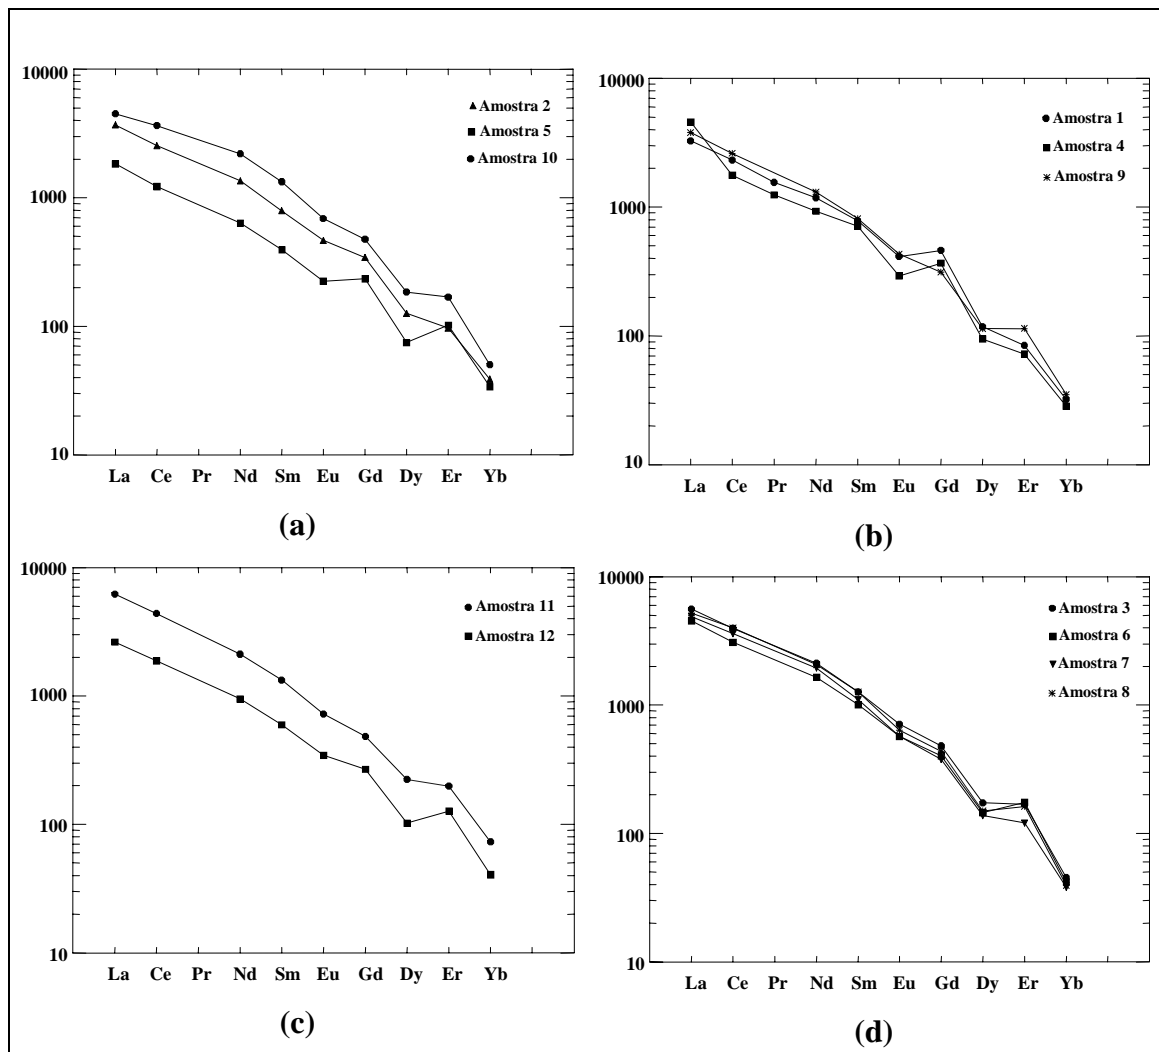 10000
1000
100
10
Amostra 2
Amostra 5
Amostra 10
La Ce Pr Nd Sm Eu Gd Dy Er Yb
(a)
10000
1000
100
10
Amostra 1
Amostra 4
Amostra 9
La Ce Pr Nd Sm Eu Gd Dy Er Yb
(b)
10000
1000
100
10
Amostra 11
Amostra 12
La Ce Pr Nd Sm Eu Gd Dy Er Yb
(c)
10000
1000
100
10
Amostra 3
Amostra 6
Amostra 7
Amostra 8
La Ce Pr Nd Sm Eu Gd Dy Er Yb
(d)